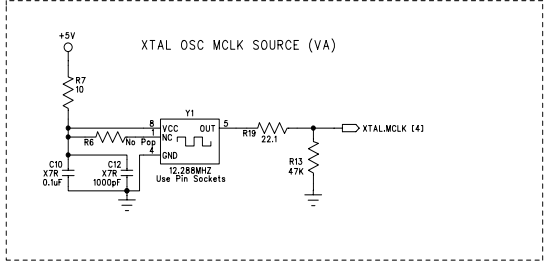 XTAL OSC MCLK SOURCE (VA)
+5V
R7
10
Y1
8 VCC OUT 5
1 NC
4 GND
R6 No Pop
R19
22.1
XTAL.MCLK [4]
R13
47K
C10
X7R
0.1uF
C12
X7R
1000pF
12.288MHZ
Use Pin Sockets